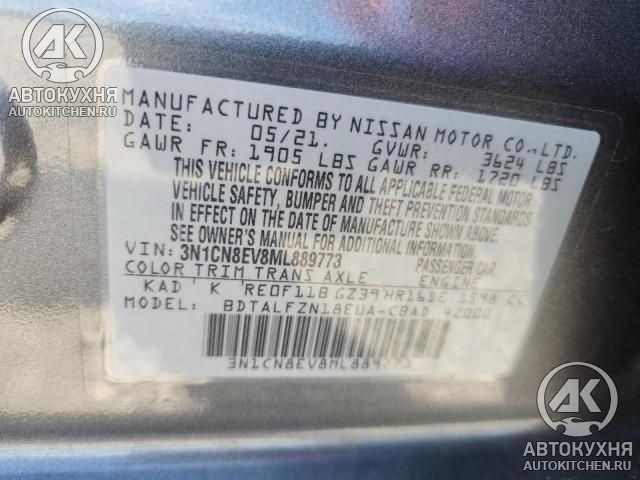 AK
АВТОКУХНЯ
AUTOKITCHEN.RU
MANUFACTURED BY NISSAN MOTOR CO.,LTD.
DATE: 05/21. GVWR: 3624 LBS
GAWR FR: 1905 LBS GAWR RR: 1720 LBS
THIS VEHICLE CONFORMS TO ALL APPLICABLE FEDERAL MOTOR
VEHICLE SAFETY, BUMPER AND THEFT PREVENTION STANDARDS
IN EFFECT ON THE DATE OF MANUFACTURE SHOWN ABOVE.
SEE OWNER'S MANUAL FOR ADDITIONAL INFORMATION.
VIN: 3N1CN8EV8ML889773 PASSENGER CAR
COLOR TRIM TRANS AXLE ENGINE
KAD K RE0F11B GZ39 HR16DE 1598 CC
MODEL: BDTALFZN18EUA-CBAD 4Z000
3N1CN8EV8ML889773
AK
АВТОКУХНЯ
AUTOKITCHEN.RU